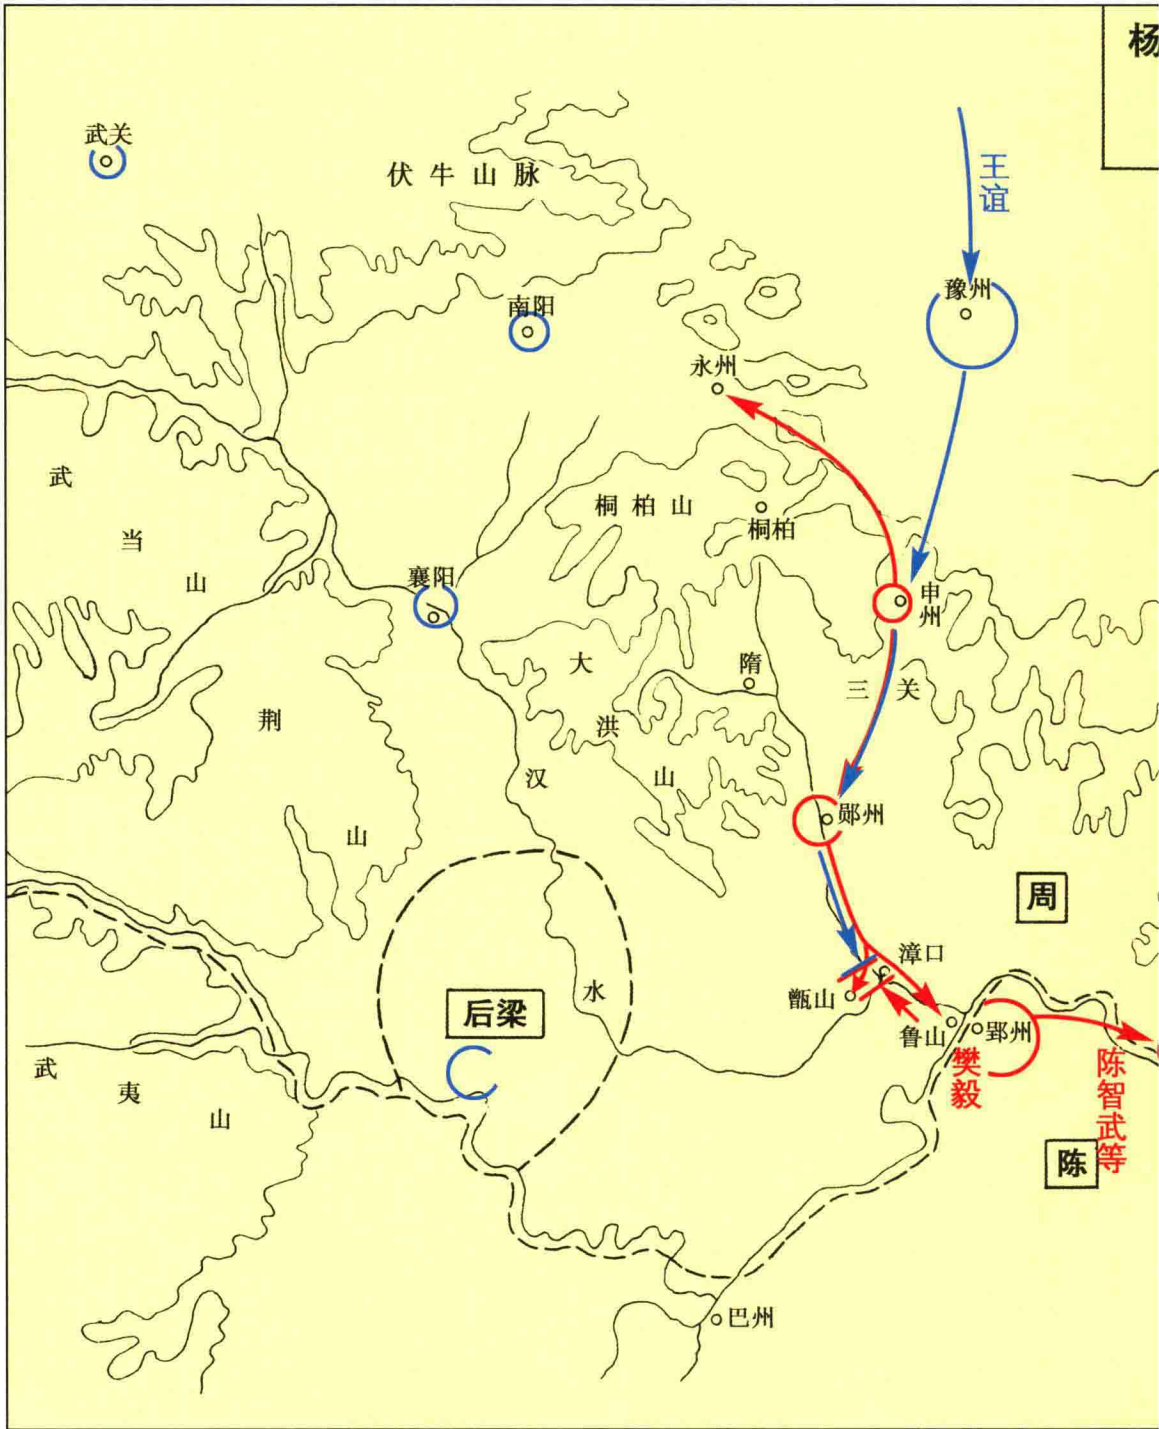 杨
武关
伏牛山脉
王谊
豫州
南阳
永州
武当山
桐柏山
桐柏
襄阳
申州
大洪山
隋
三关
荆山
汉水
郧州
周
漳口
甑山
后梁
鲁山
郢州
樊毅
陈智武等
武夷山
陈
巴州